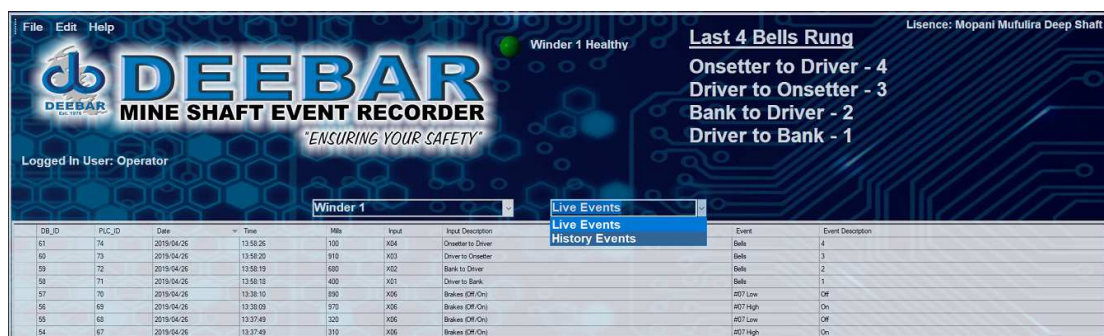 File Edit Help
Lisence: Mopani Mufulira Deep Shaft
Winder 1 Healthy
Last 4 Bells Rung
Onsetter to Driver - 4
Driver to Onsetter - 3
Bank to Driver - 2
Driver to Bank - 1
db DEEBAR
DEEBAR
Est. 1978
MINE SHAFT EVENT RECORDER
"ENSURING YOUR SAFETY"
Logged In User: Operator
Winder 1
Live Events
Live Events
History Events
DB_ID PLC_ID Date Time Mills Input Input Description Event Event Description
61 74 2019/04/26 13:58:26 100 X04 Onsetter to Driver Bells 4
60 73 2019/04/26 13:58:20 910 X03 Driver to Onsetter Bells 3
59 72 2019/04/26 13:58:19 680 X02 Bank to Driver Bells 2
58 71 2019/04/26 13:58:18 400 X01 Driver to Bank Bells 1
57 70 2019/04/26 13:38:10 890 X06 Brakes (Off /On) #07 Low Off
56 69 2019/04/26 13:38:09 970 X06 Brakes (Off /On) #07 High On
55 68 2019/04/26 13:37:49 320 X06 Brakes (Off /On) #07 Low Off
54 67 2019/04/26 13:37:49 310 X06 Brakes (Off /On) #07 High On